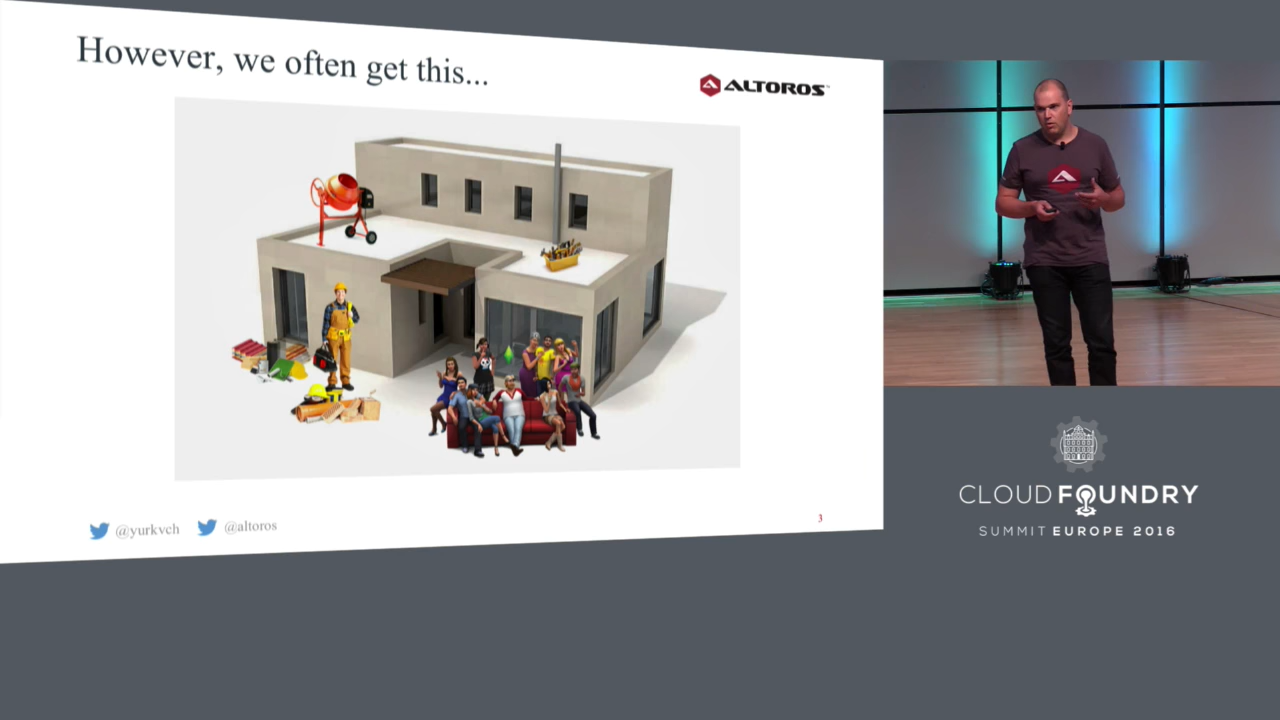 However, we often get this...
ALTOROS
@yurkvch @altoros
3
CLOUD FOUNDRY
SUMMIT EUROPE 2016